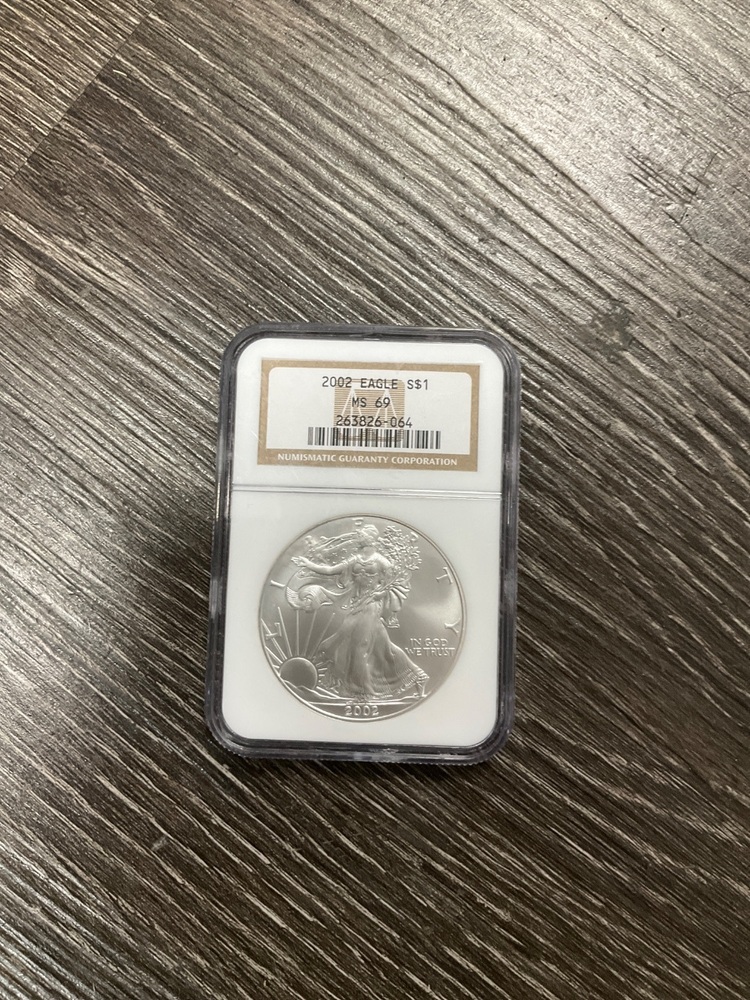 2002 EAGLE S$1
MS 69
263826-064
NUMISMATIC GUARANTY CORPORATION
LIBERTY
IN GOD
WE TRUST
2002